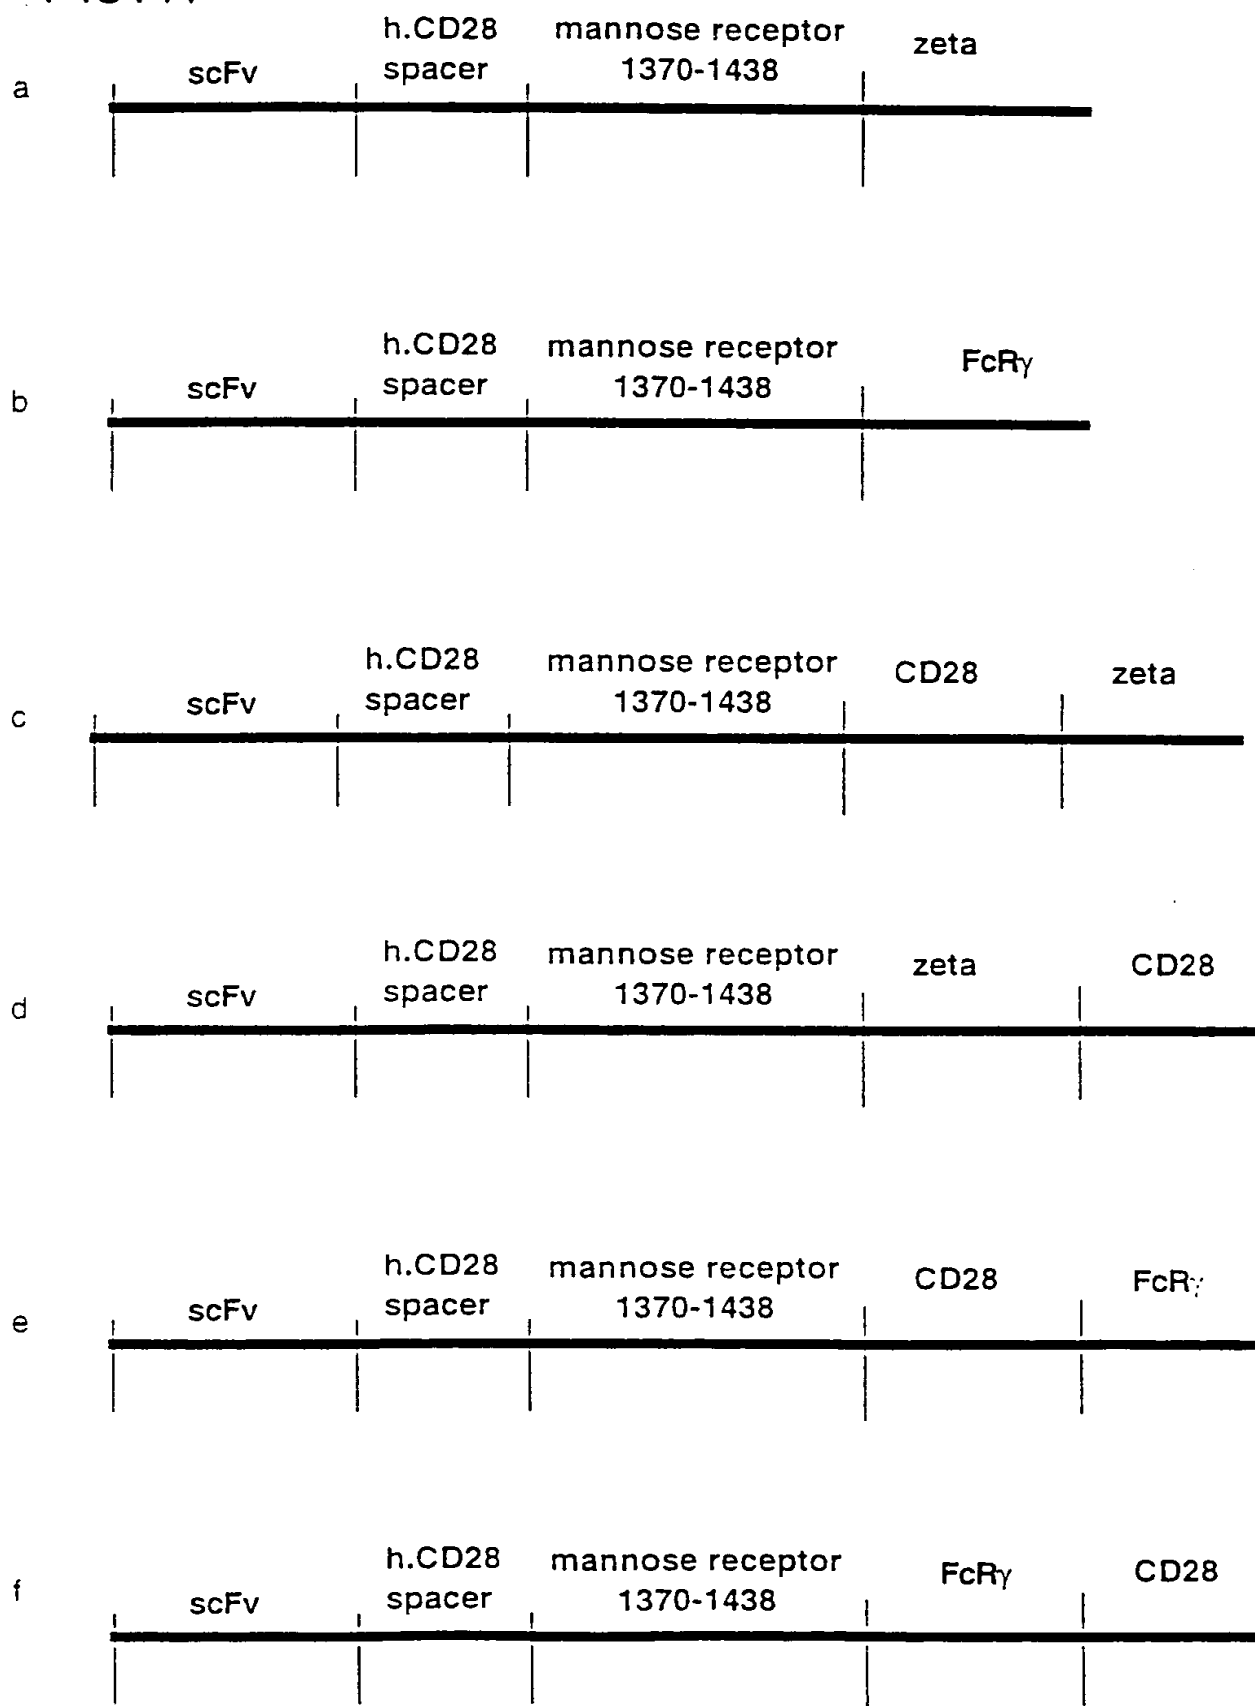 h.CD28 mannose receptor zeta
scFv spacer 1370-1438
a
h.CD28 mannose receptor FcRγ
scFv spacer 1370-1438
b
h.CD28 mannose receptor CD28 zeta
scFv spacer 1370-1438
c
h.CD28 mannose receptor zeta CD28
scFv spacer 1370-1438
d
h.CD28 mannose receptor CD28 FcRγ
scFv spacer 1370-1438
e
h.CD28 mannose receptor FcRγ CD28
scFv spacer 1370-1438
f